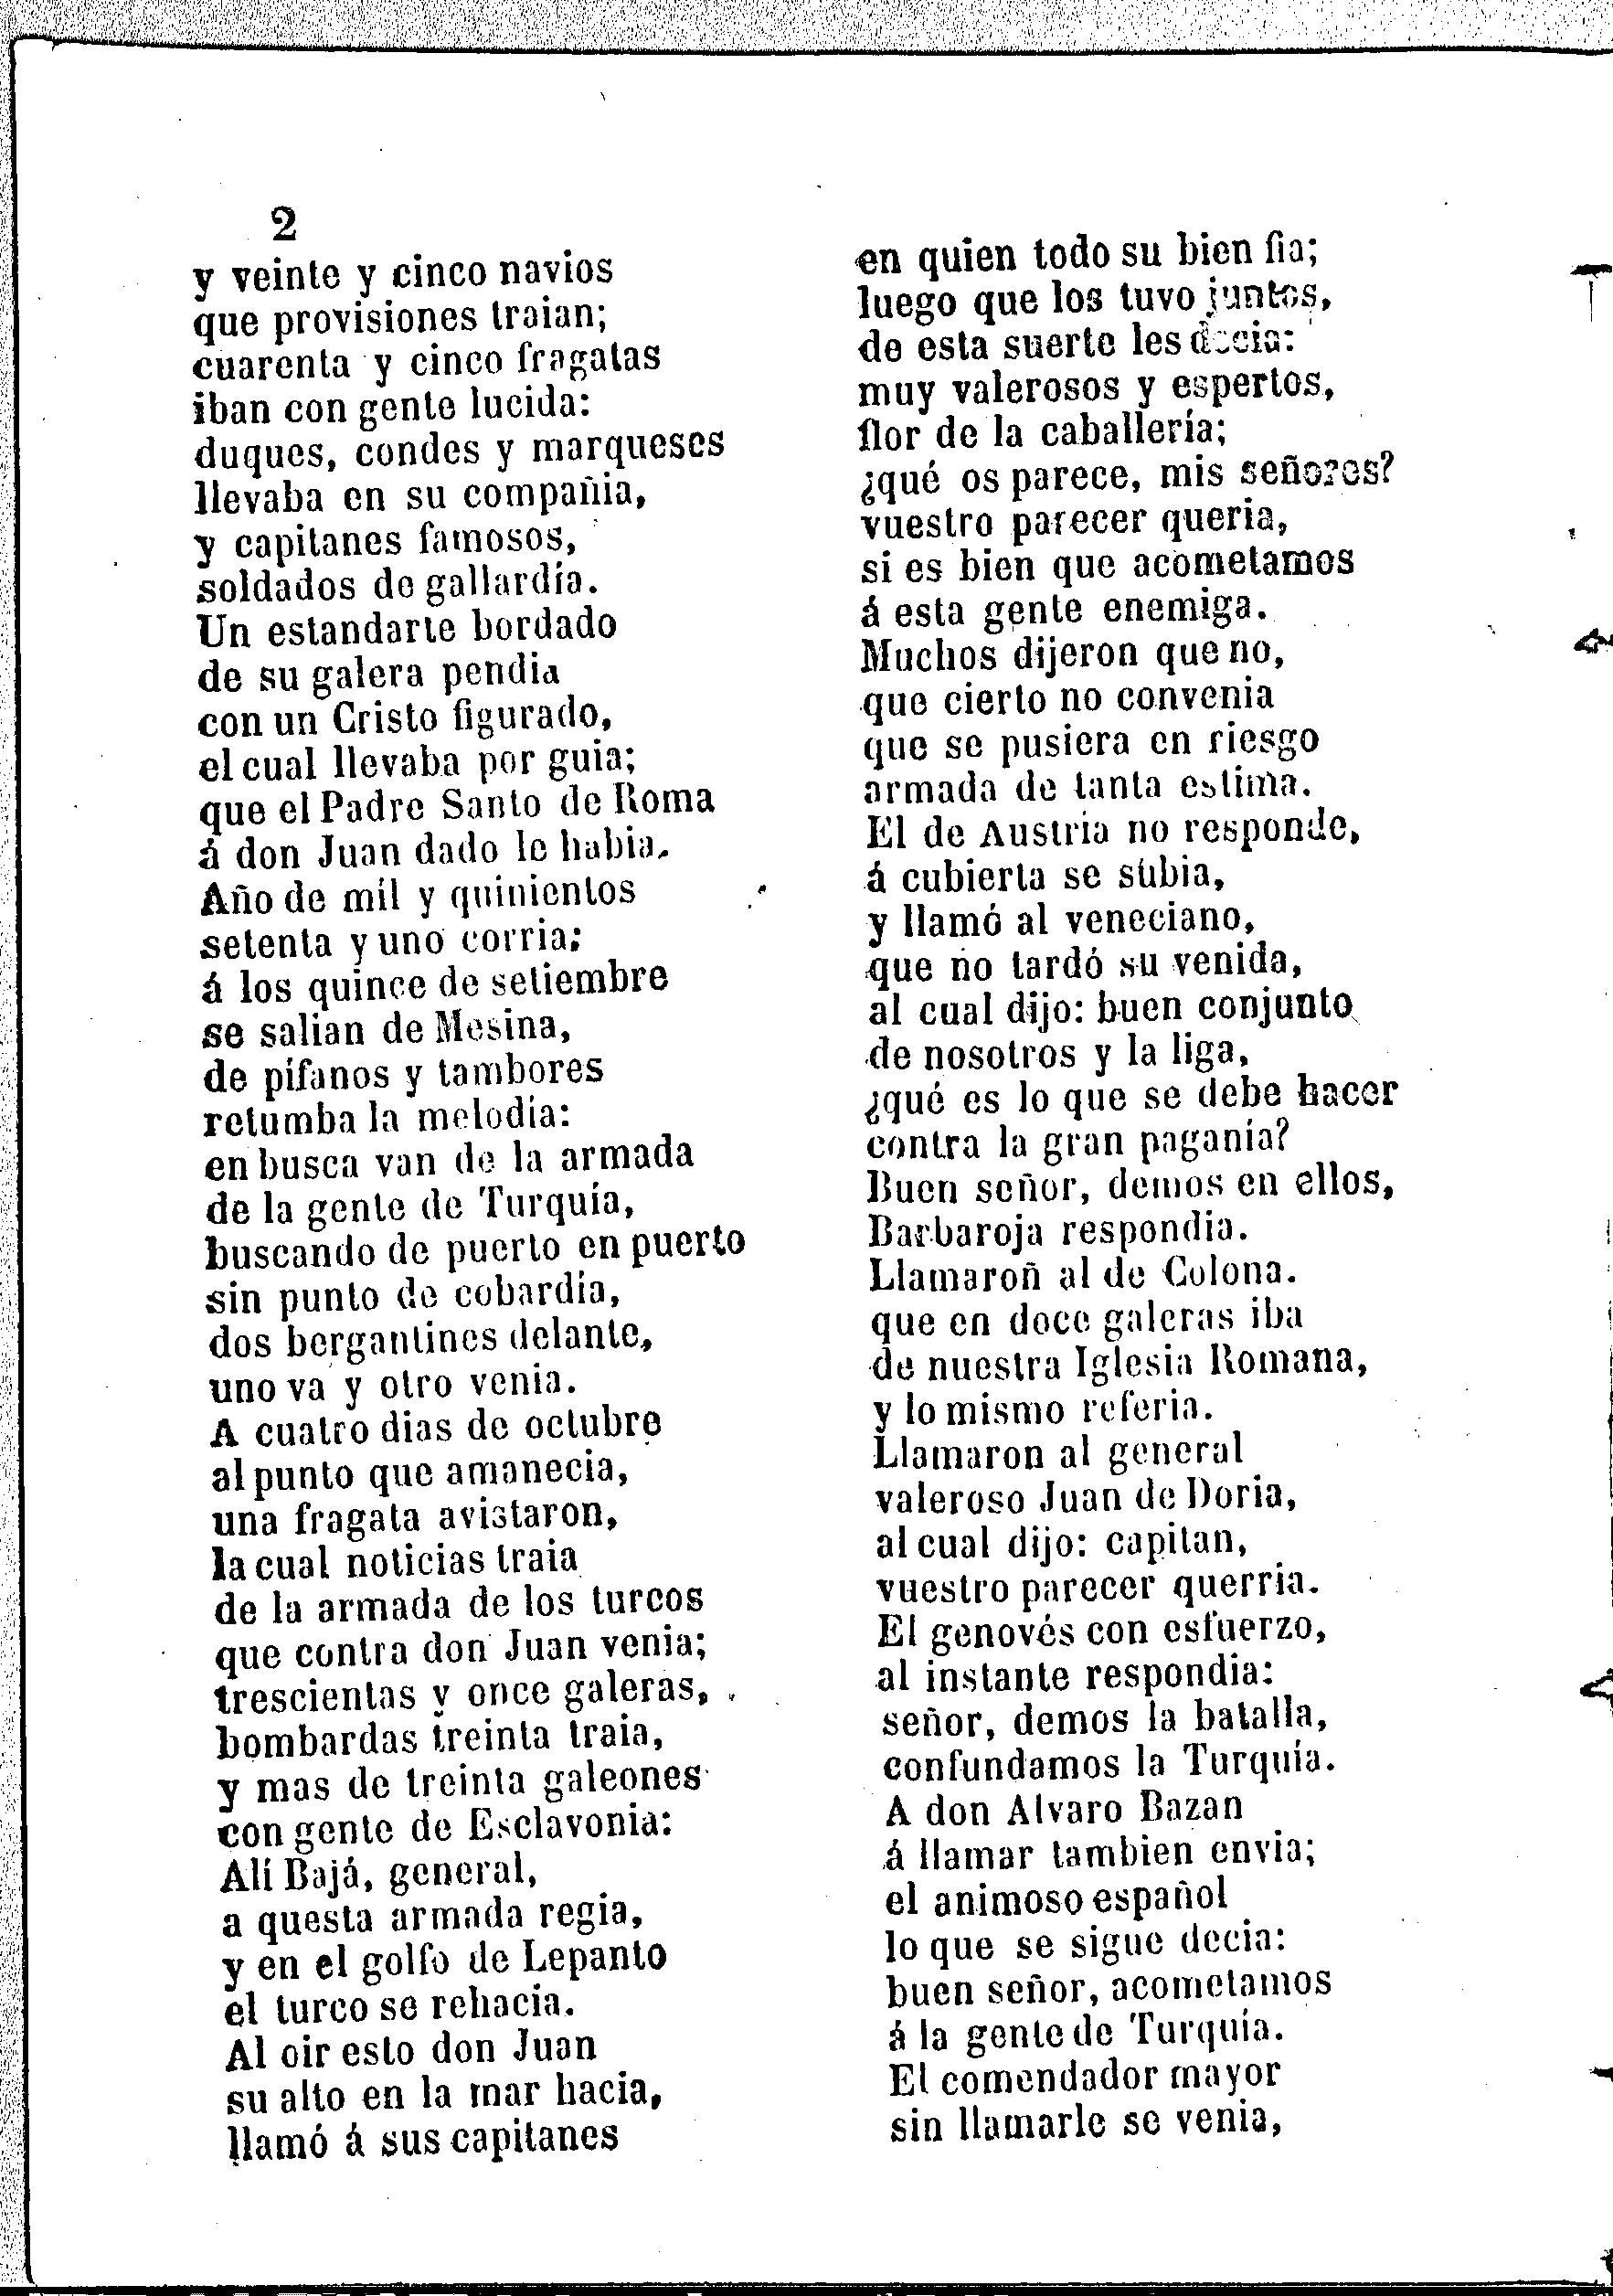 2
y veinte y cinco navios
que provisiones traian;
cuarenta y cinco fragatas
iban con gente lucida:
duques, condes y marqueses
llevaba en su compañia,
y capitanes famosos,
soldados de gallardía.
Un estandarte bordado
de su galera pendia
con un Cristo figurado,
el cual llevaba por guia;
que el Padre Santo de Roma
á don Juan dado le habia.
Año de mil y quinientos
setenta y uno corria;
á los quince de setiembre
se salian de Mesina,
de pífanos y tambores
retumba la melodía:
en busca van de la armada
de la gente de Turquía,
buscando de puerto en puerto
sin punto de cobardía,
dos bergantines delante,
uno va y otro venia.
A cuatro dias de octubre
al punto que amanecia,
una fragata avistaron,
la cual noticias traia
de la armada de los turcos
que contra don Juan venia;
trescientas y once galeras,
bombardas treinta traia,
y mas de treinta galeones
con gente de Esclavonia:
Alí Bajá, general,
a questa armada regia,
y en el golfo de Lepanto
el turco se rehacia.
Al oir esto don Juan
su alto en la mar hacia,
llamó á sus capitanes
en quien todo su bien fia;
luego que los tuvo juntos,
de esta suerte les decia:
muy valerosos y espertos,
flor de la caballería;
¿qué os parece, mis señores?
vuestro parecer queria,
si es bien que acometamos
á esta gente enemiga.
Muchos dijeron que no,
que cierto no convenia
que se pusiera en riesgo
armada de tanta estima.
El de Austria no responde,
á cubierta se subia,
y llamó al veneciano,
que no tardó su venida,
al cual dijo: buen conjunto
de nosotros y la liga,
¿qué es lo que se debe hacer
contra la gran paganía?
Buen señor, demos en ellos,
Barbaroja respondia.
Llamaroñ al de Colona.
que en doce galeras iba
de nuestra Iglesia Romana,
y lo mismo referia.
Llamaron al general
valeroso Juan de Doria,
al cual dijo: capitan,
vuestro parecer querria.
El genovés con esfuerzo,
al instante respondia:
señor, demos la batalla,
confundamos la Turquía.
A don Alvaro Bazan
á llamar tambien envia;
el animoso español
lo que se sigue decia:
buen señor, acometamos
á la gente de Turquía.
El comendador mayor
sin llamarle se venia,